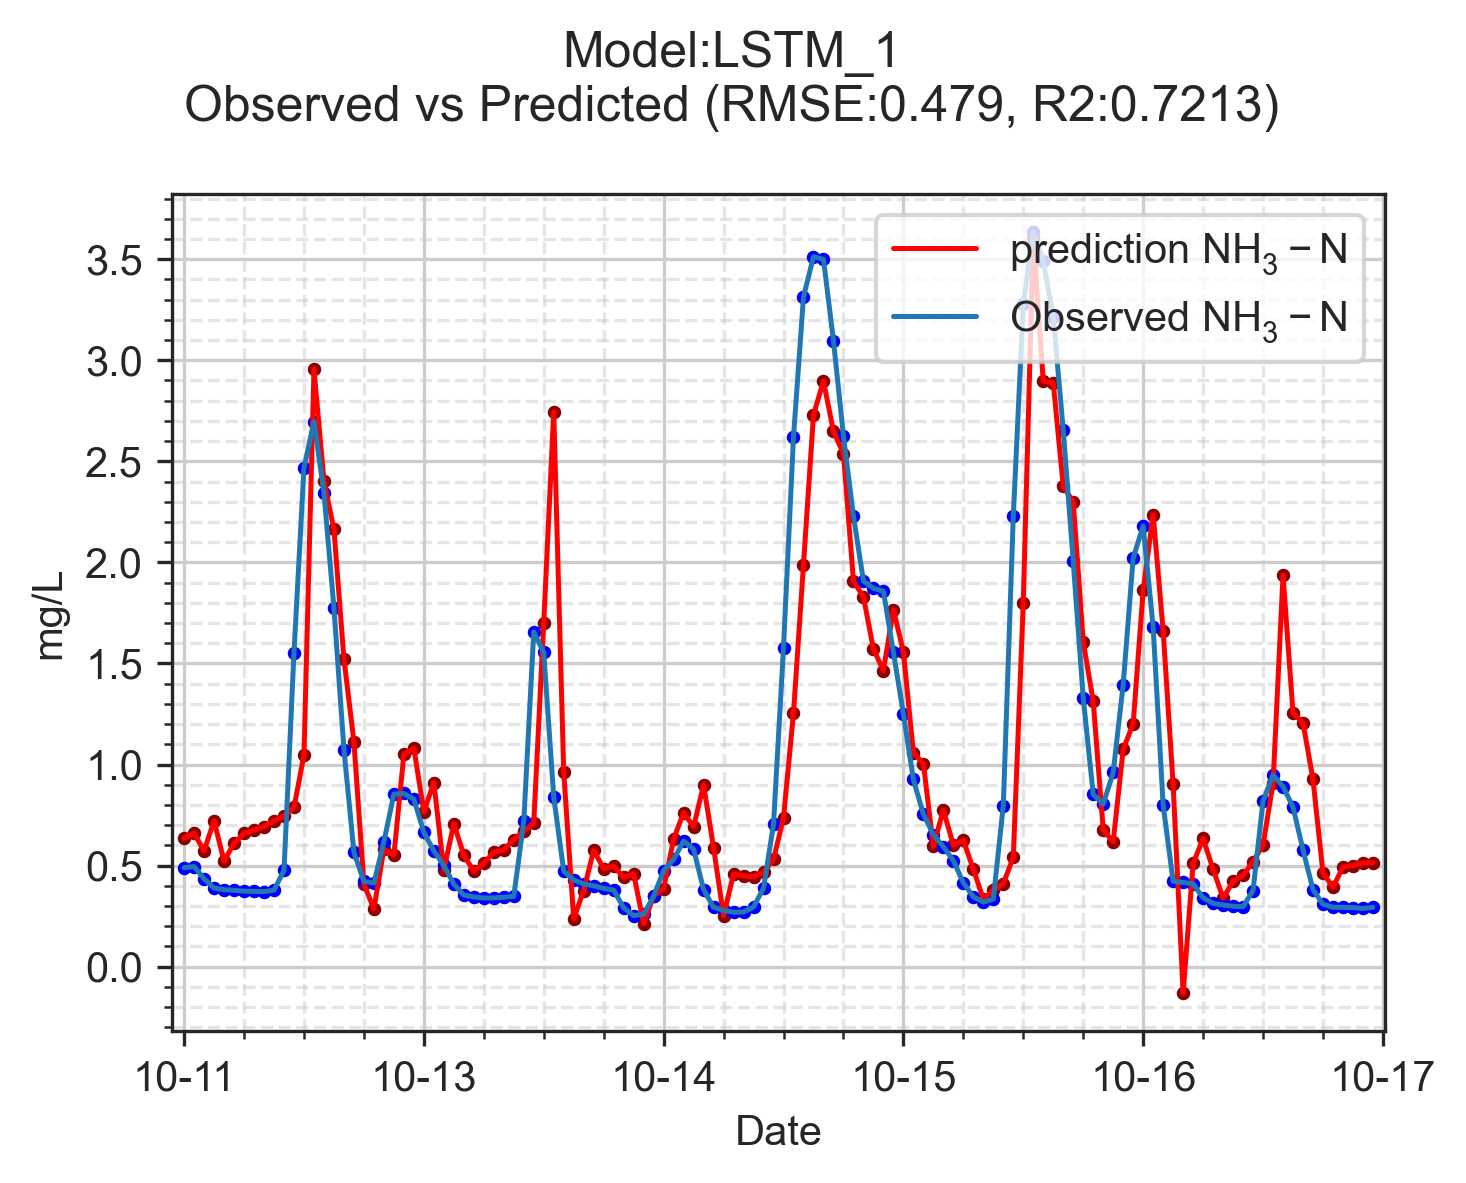 Model:LSTM_1
Observed vs Predicted (RMSE:0.479, R2:0.7213)
prediction NH₃ − N
Observed NH₃ − N
3.5
3.0
2.5
2.0
1.5
1.0
0.5
0.0
mg/L
10-11 10-13 10-14 10-15 10-16 10-17
Date